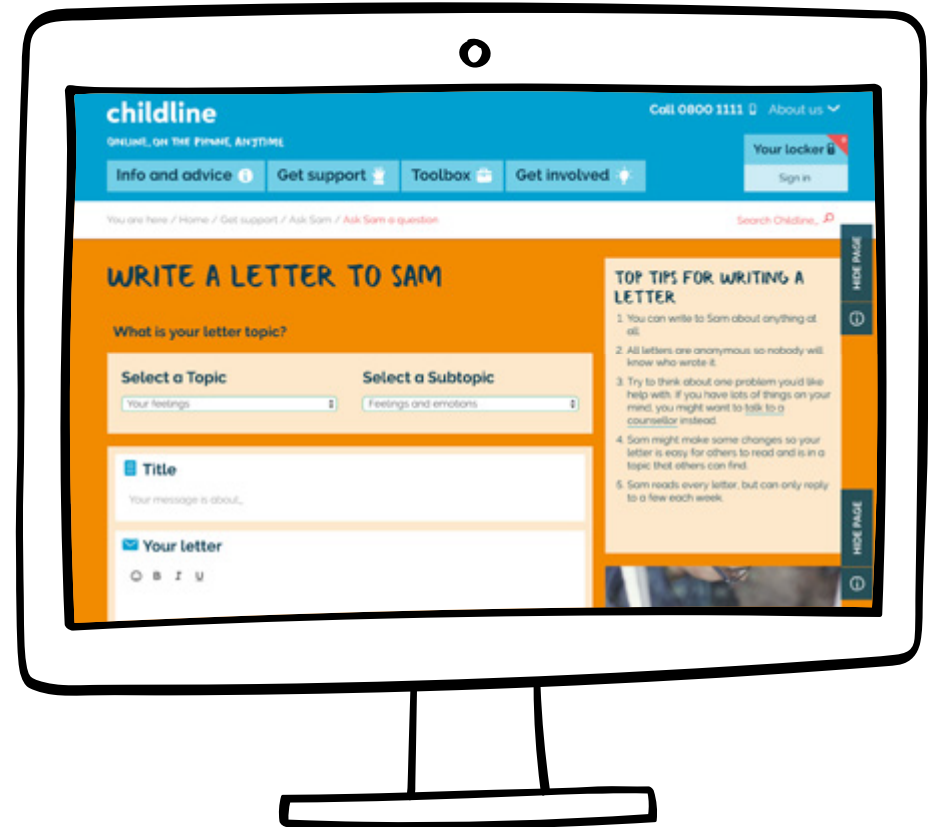 childline
ONLINE, ON THE PHONE, ANYTIME
Call 0800 1111
About us
Your locker
Sign in
Info and advice
Get support
Toolbox
Get involved
You are here / Home / Get support / Ask Sam / Ask Sam a question
Search Childline...
HIDE PAGE
WRITE A LETTER TO SAM
What is your letter topic?
Select a Topic
Select a Subtopic
Your feelings
Feelings and emotions
Title
Your message is about...
Your letter
B I U
TOP TIPS FOR WRITING A
LETTER
1. You can write to Sam about anything at
all.
2. All letters are anonymous so nobody will
know who wrote it.
3. Try to think about one problem you'd like
help with. If you have lots of things on your
mind, you might want to talk to a
counsellor instead.
4. Sam might make some changes so your
letter is easy for others to read and is in a
topic that others can find.
5. Sam reads every letter, but can only reply
to a few each week.
HIDE PAGE